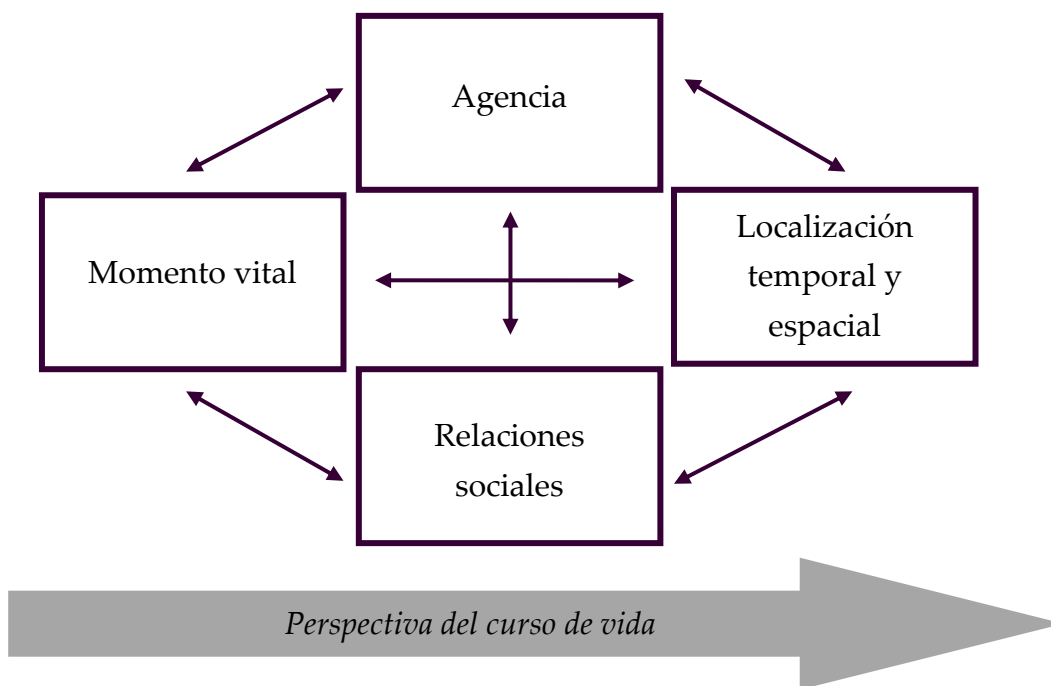 Agencia
Momento vital
Localización
temporal y
espacial
Relaciones
sociales
Perspectiva del curso de vida